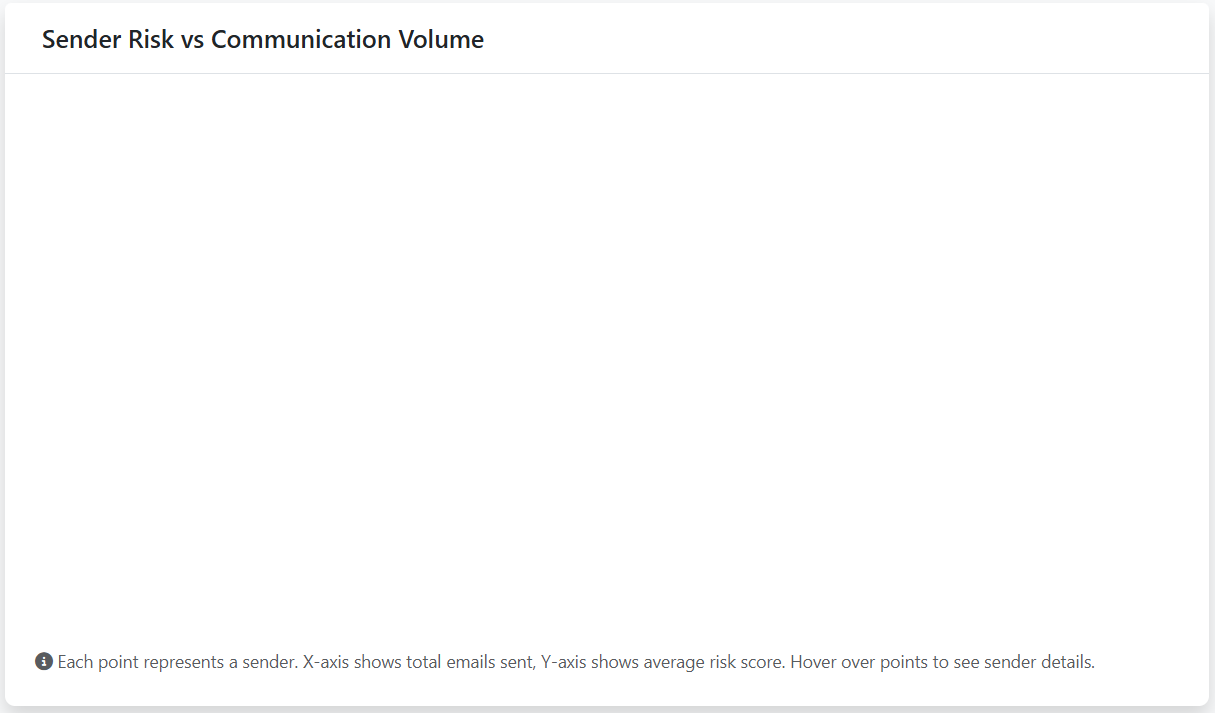 Sender Risk vs Communication Volume
Each point represents a sender. X-axis shows total emails sent, Y-axis shows average risk score. Hover over points to see sender details.